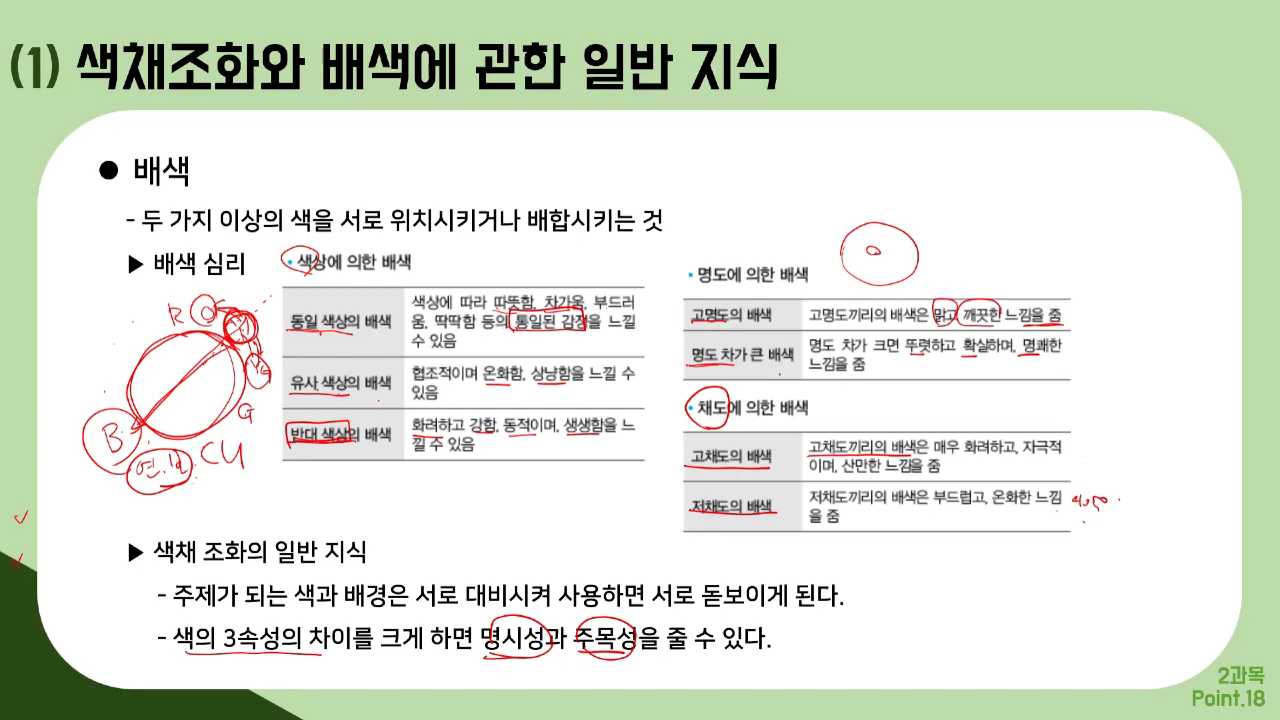 (1) 색채조화와 배색에 관한 일반 지식
● 배색
- 두 가지 이상의 색을 서로 위치시키거나 배합시키는 것
▶ 배색 심리
• 색상에 의한 배색
동일 색상의 배색
색상에 따라 따뜻함, 차가움, 부드러
움, 딱딱함 등의 통일된 감정을 느낄
수 있음
유사 색상의 배색
협조적이며 온화함, 상냥함을 느낄 수
있음
반대 색상의 배색
화려하고 강함, 동적이며, 생생함을 느
낄 수 있음
R
G
B
• 명도에 의한 배색
고명도의 배색
고명도끼리의 배색은 맑고 깨끗한 느낌을 줌
명도 차가 큰 배색
명도 차가 크면 뚜렷하고 확실하며, 명쾌한
느낌을 줌
• 채도에 의한 배색
고채도의 배색
고채도끼리의 배색은 매우 화려하고, 자극적
이며, 산만한 느낌을 줌
저채도의 배색
저채도끼리의 배색은 부드럽고, 온화한 느낌
을 줌
▶ 색채 조화의 일반 지식
- 주제가 되는 색과 배경은 서로 대비시켜 사용하면 서로 돋보이게 된다.
- 색의 3속성의 차이를 크게 하면 명시성과 주목성을 줄 수 있다.
2과목
Point.18